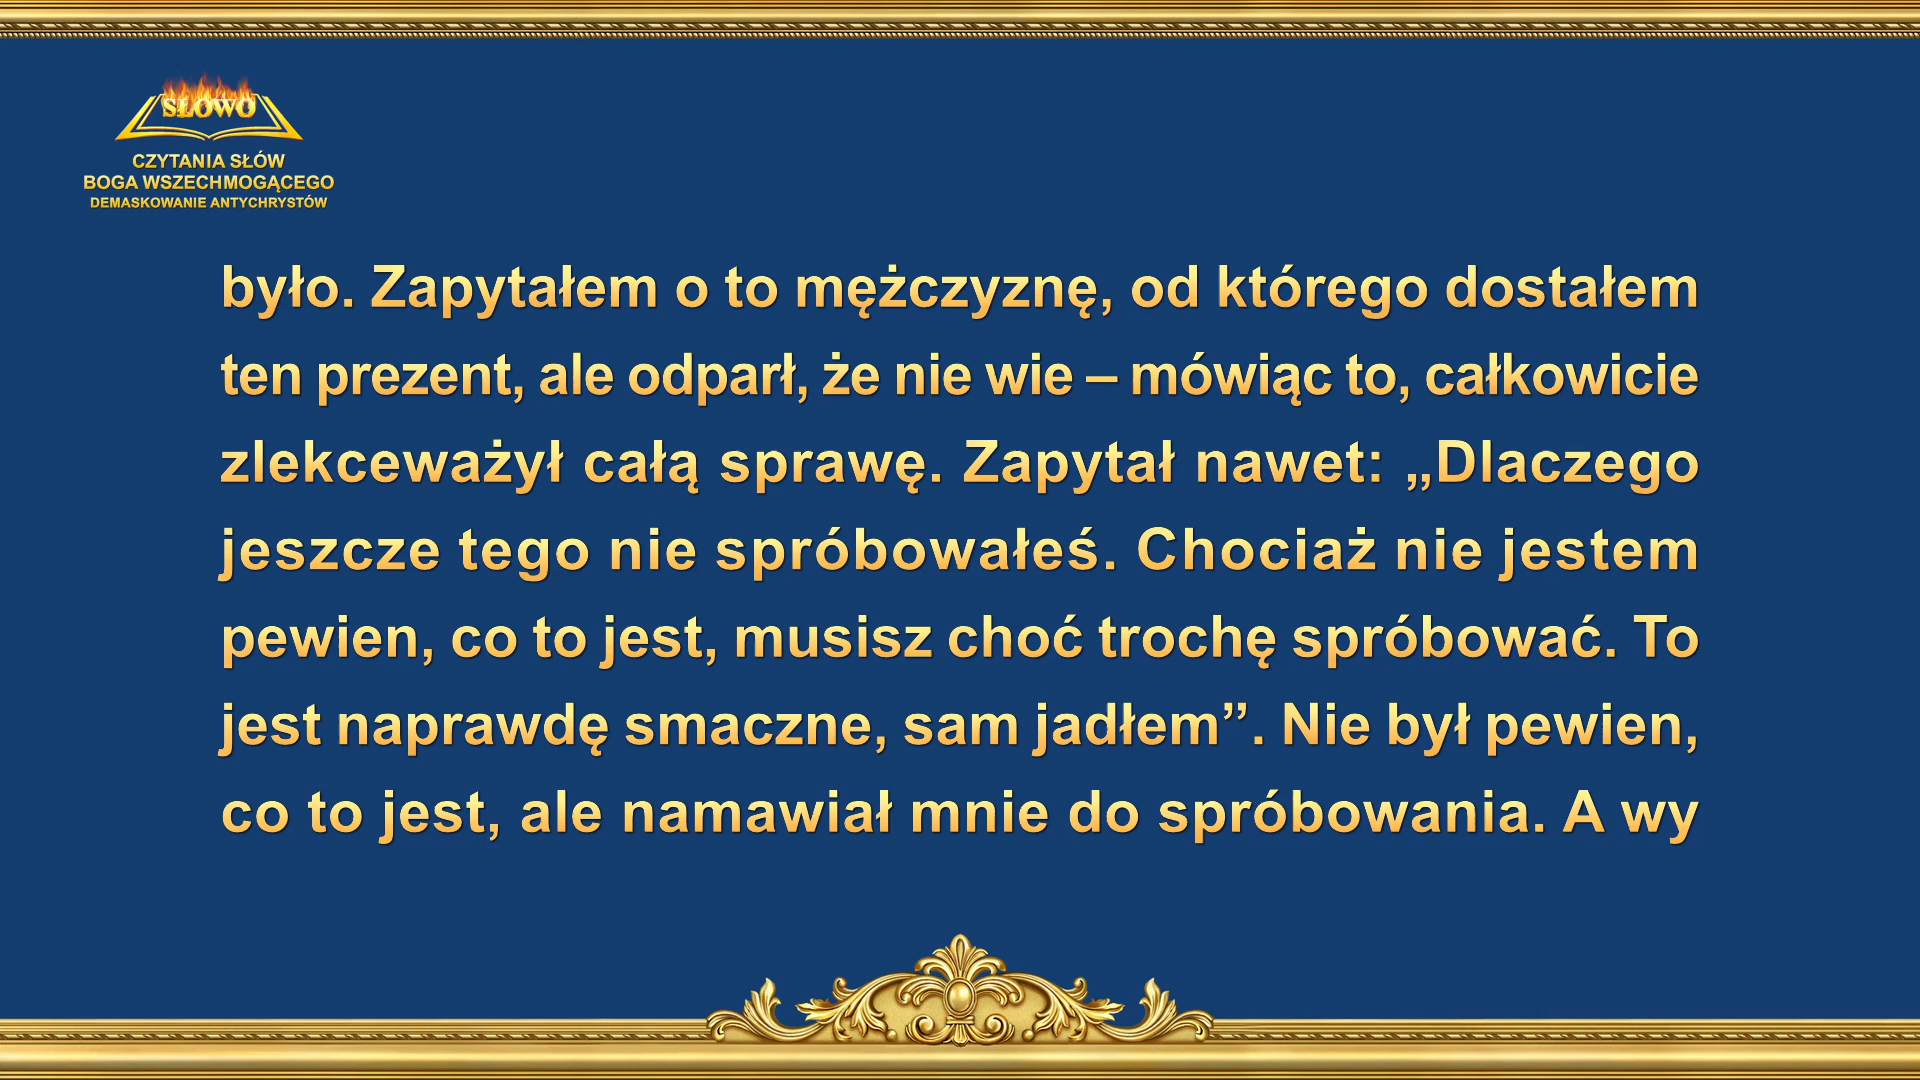 SŁOWO
CZYTANIA SŁÓW
BOGA WSZECHMOGĄCEGO
DEMASKOWANIE ANTYCHRYSTÓW
było. Zapytałem o to mężczyznę, od którego dostałem
ten prezent, ale odparł, że nie wie – mówiąc to, całkowicie
zlekceważył całą sprawę. Zapytał nawet: „Dlaczego
jeszcze tego nie spróbowałeś. Chociaż nie jestem
pewien, co to jest, musisz choć trochę spróbować. To
jest naprawdę smaczne, sam jadłem”. Nie był pewien,
co to jest, ale namawiał mnie do spróbowania. A wy